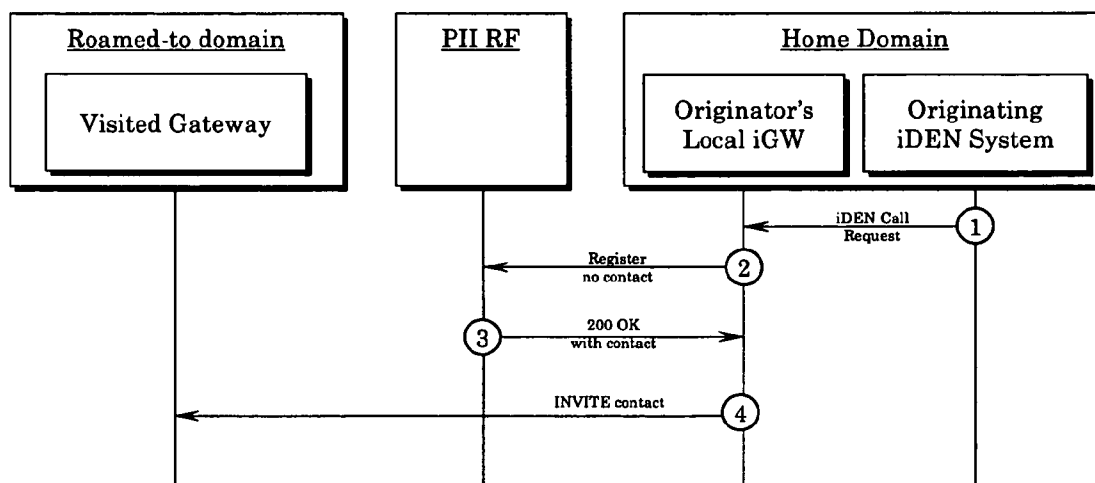 Roamed-to domain
PII RF
Home Domain
Visited Gateway
Originator's
Local iGW
Originating
iDEN System
iDEN Call
Request
1
Register
no contact
2
3
200 OK
with contact
INVITE contact
4